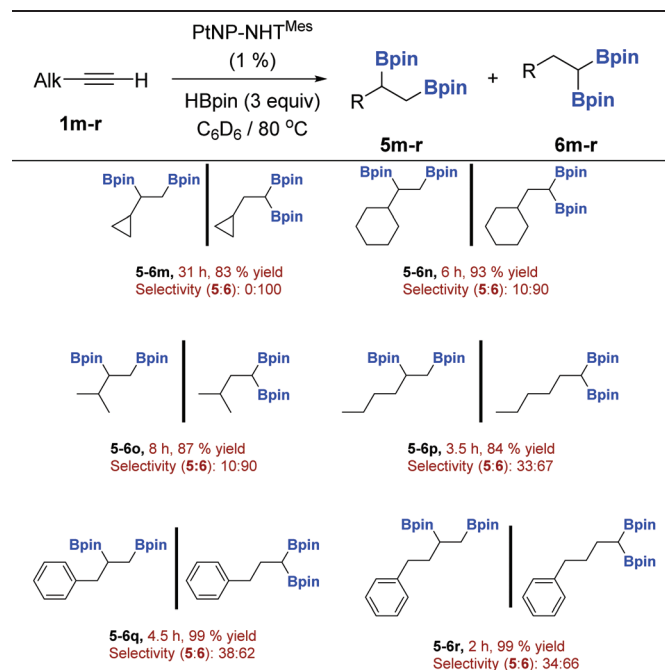 PtNP-NHT^Mes
(1 %)
HBpin (3 equiv)
C6D6 / 80 °C
Alk
H
1m-r
Bpin
R
Bpin
5m-r
+
R
Bpin
Bpin
6m-r
Bpin Bpin
Bpin
Bpin
5-6m, 31 h, 83 % yield
Selectivity (5:6): 0:100
Bpin Bpin
Bpin
Bpin
5-6n, 6 h, 93 % yield
Selectivity (5:6): 10:90
Bpin Bpin
Bpin
Bpin
5-6o, 8 h, 87 % yield
Selectivity (5:6): 10:90
Bpin Bpin
Bpin
Bpin
5-6p, 3.5 h, 84 % yield
Selectivity (5:6): 33:67
Bpin Bpin
Bpin
Bpin
5-6q, 4.5 h, 99 % yield
Selectivity (5:6): 38:62
Bpin Bpin
Bpin
Bpin
5-6r, 2 h, 99 % yield
Selectivity (5:6): 34:66